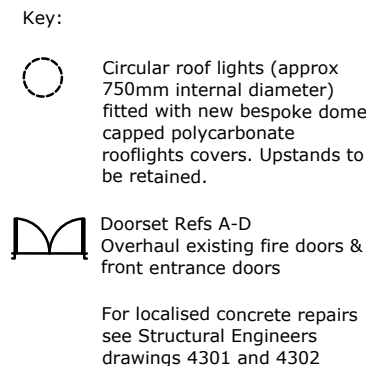 Key:
Circular roof lights (approx
750mm internal diameter)
fitted with new bespoke dome
capped polycarbonate
rooflights covers. Upstands to
be retained.
Doorset Refs A-D
Overhaul existing fire doors &
front entrance doors
For localised concrete repairs
see Structural Engineers
drawings 4301 and 4302